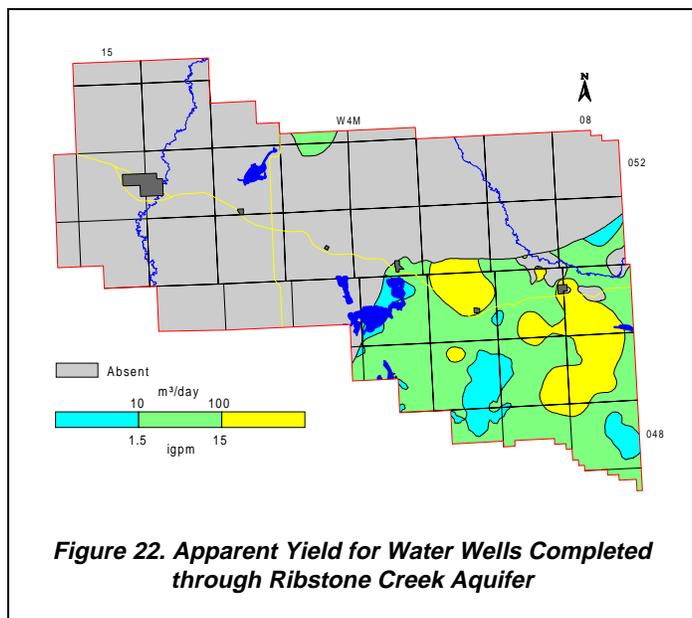 15
N
W4M
08
052
Absent
m³/day
10 100
1.5 15
igpm
048
Figure 22. Apparent Yield for Water Wells Completed
through Ribstone Creek Aquifer